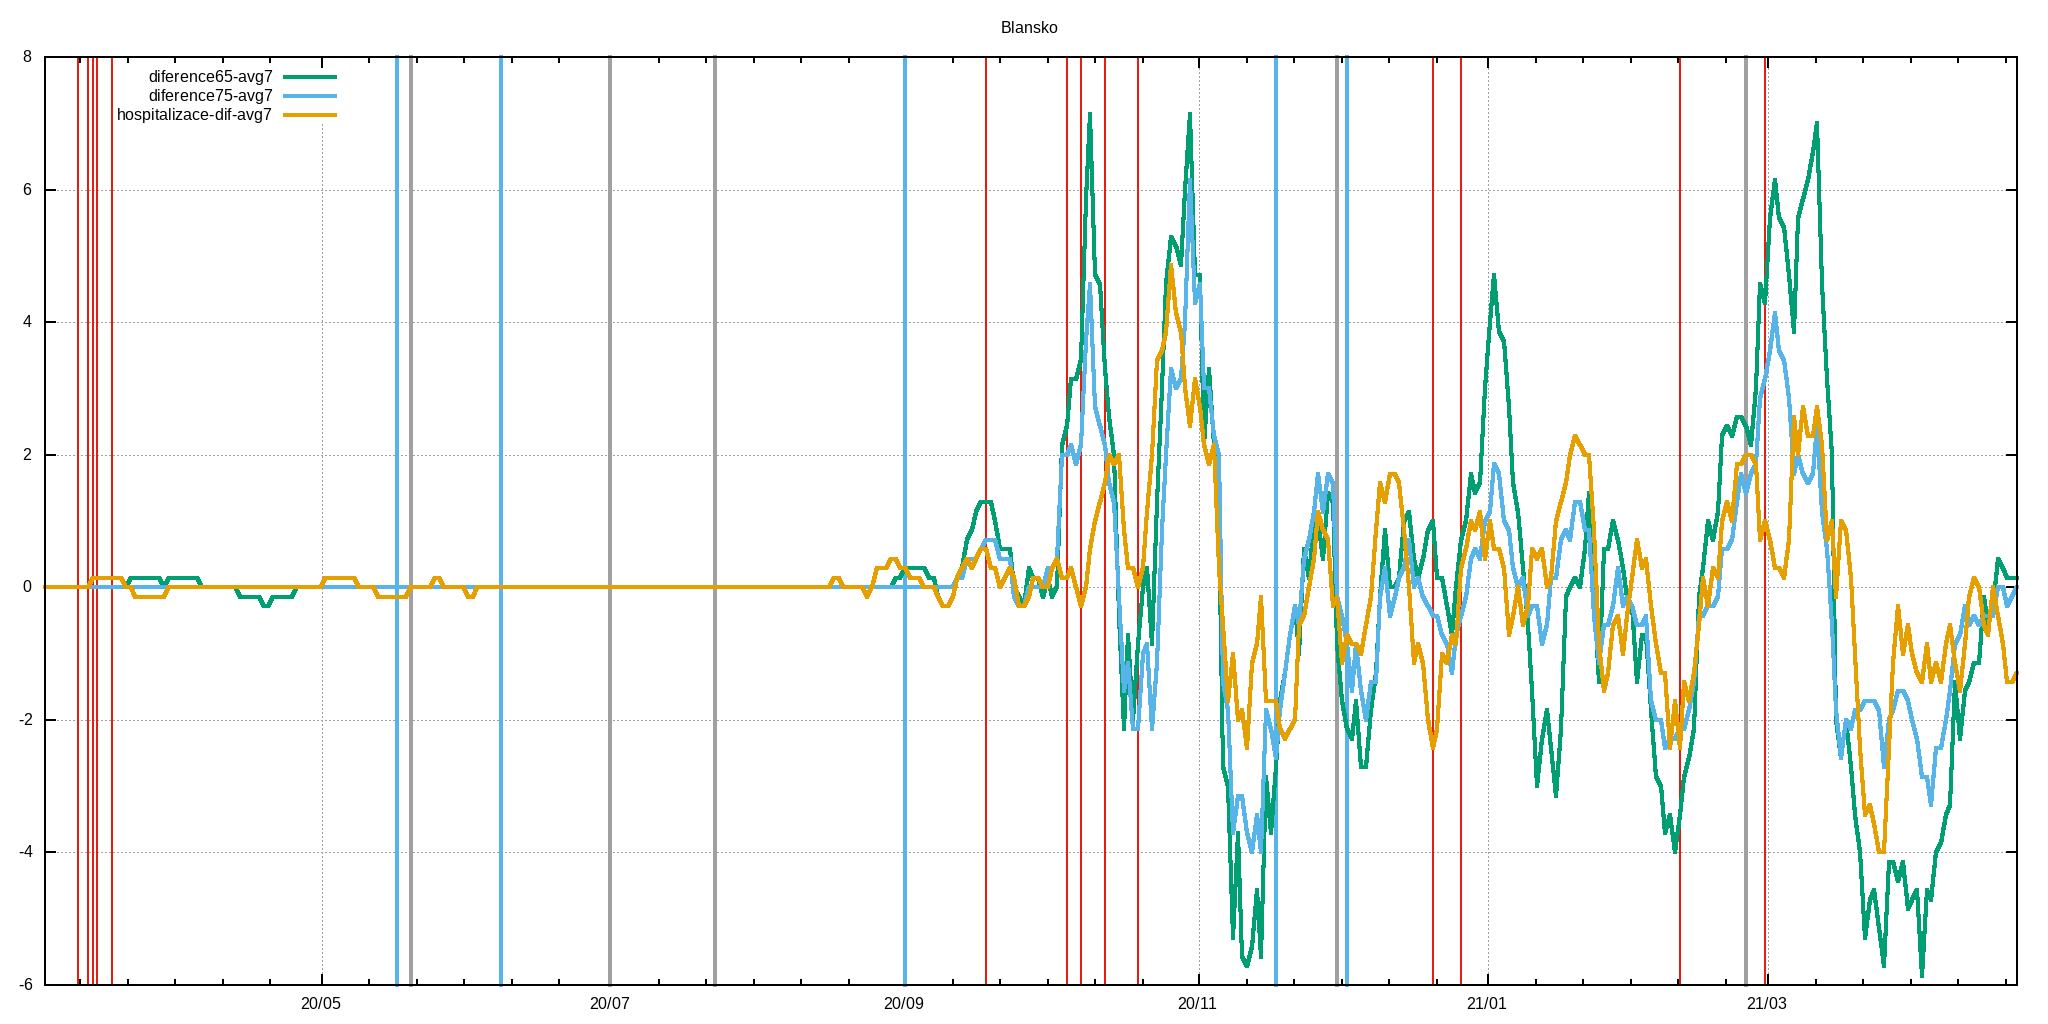 Blansko
8
diference65-avg7
diference75-avg7
hospitalizace-dif-avg7
6
4
2
0
-2
-4
-6
20/05 20/07 20/09 20/11 21/01 21/03